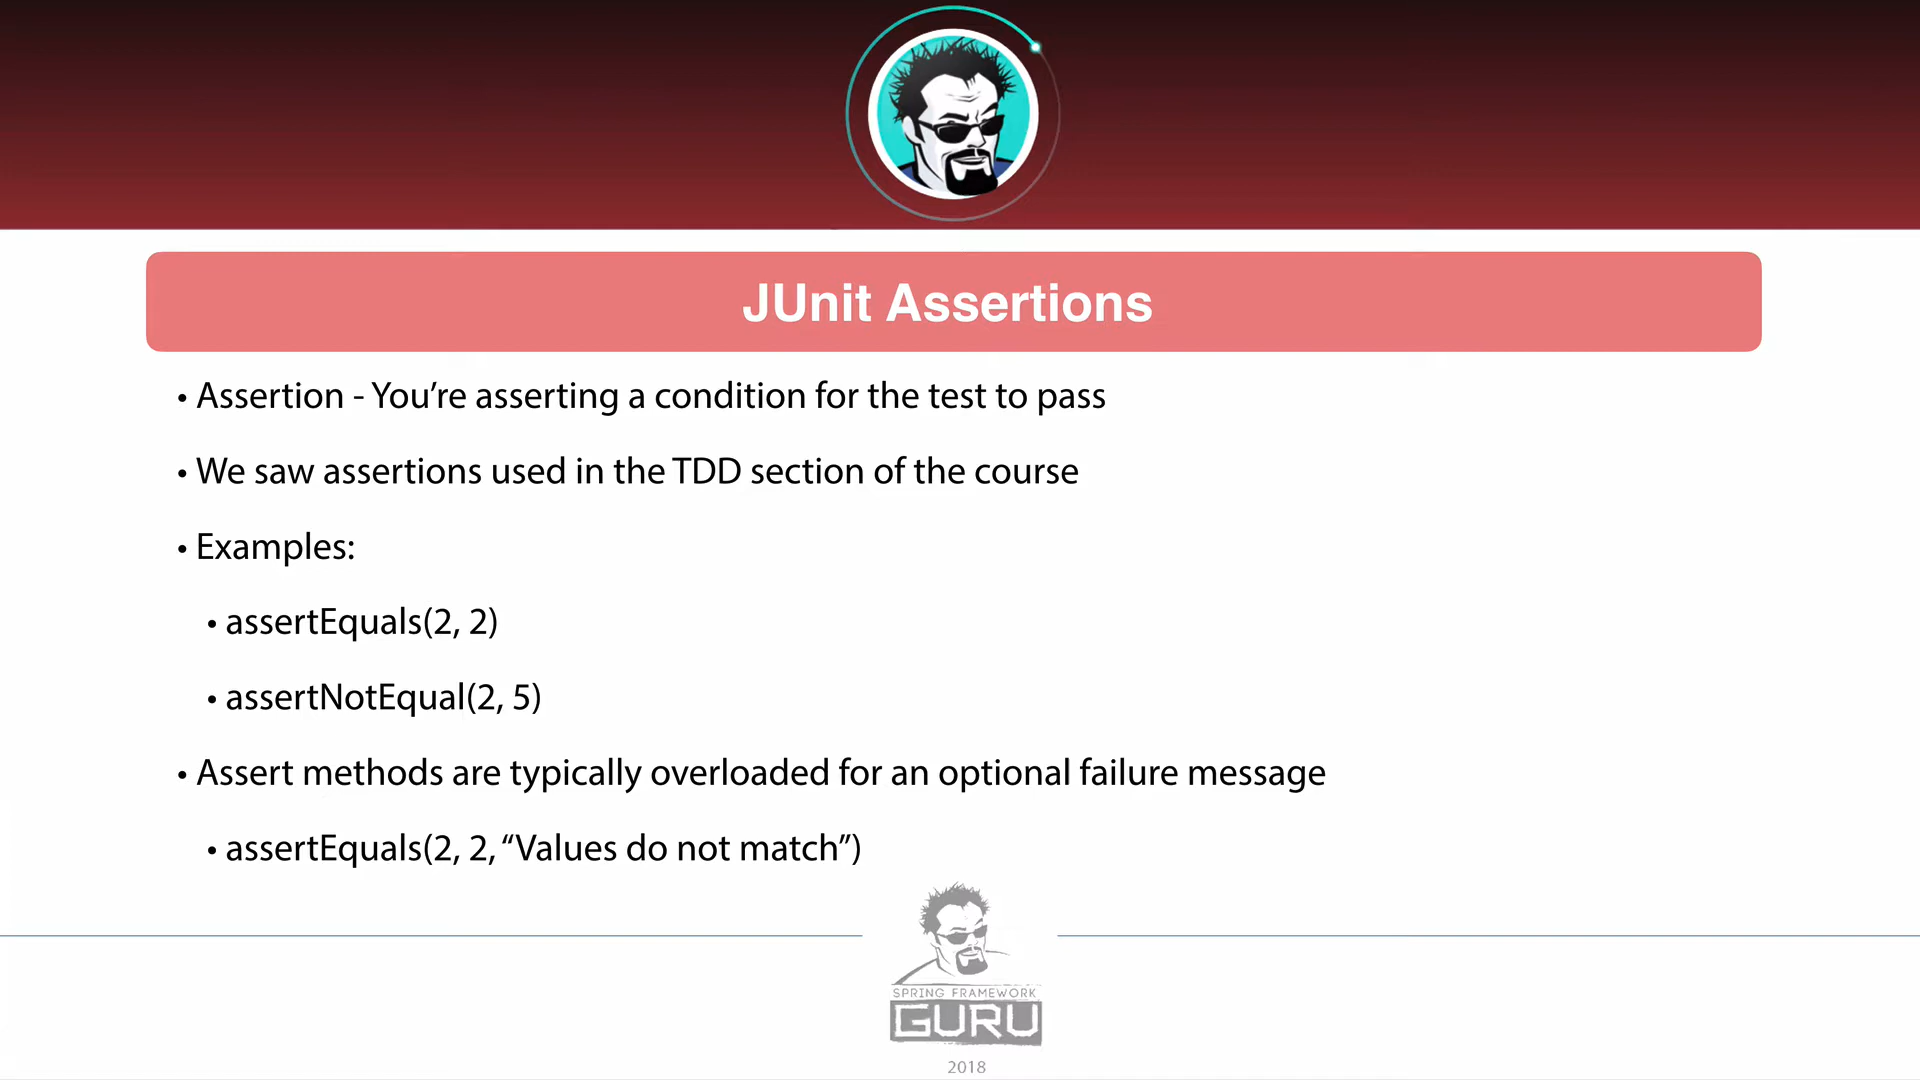 JUnit Assertions
• Assertion - You’re asserting a condition for the test to pass
• We saw assertions used in the TDD section of the course
• Examples:
• assertEquals(2, 2)
• assertNotEqual(2, 5)
• Assert methods are typically overloaded for an optional failure message
• assertEquals(2, 2, “Values do not match”)
SPRING FRAMEWORK
GURU
2018